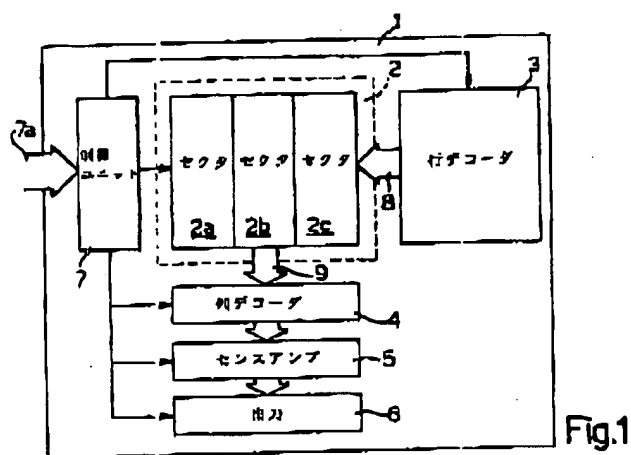 1
2
3
7a
制御
ユニット
セクタ
セクタ
セクタ
行デコーダ
2a
2b
2c
8
7
9
列デコーダ
4
センスアンプ
5
出力
6
Fig.1